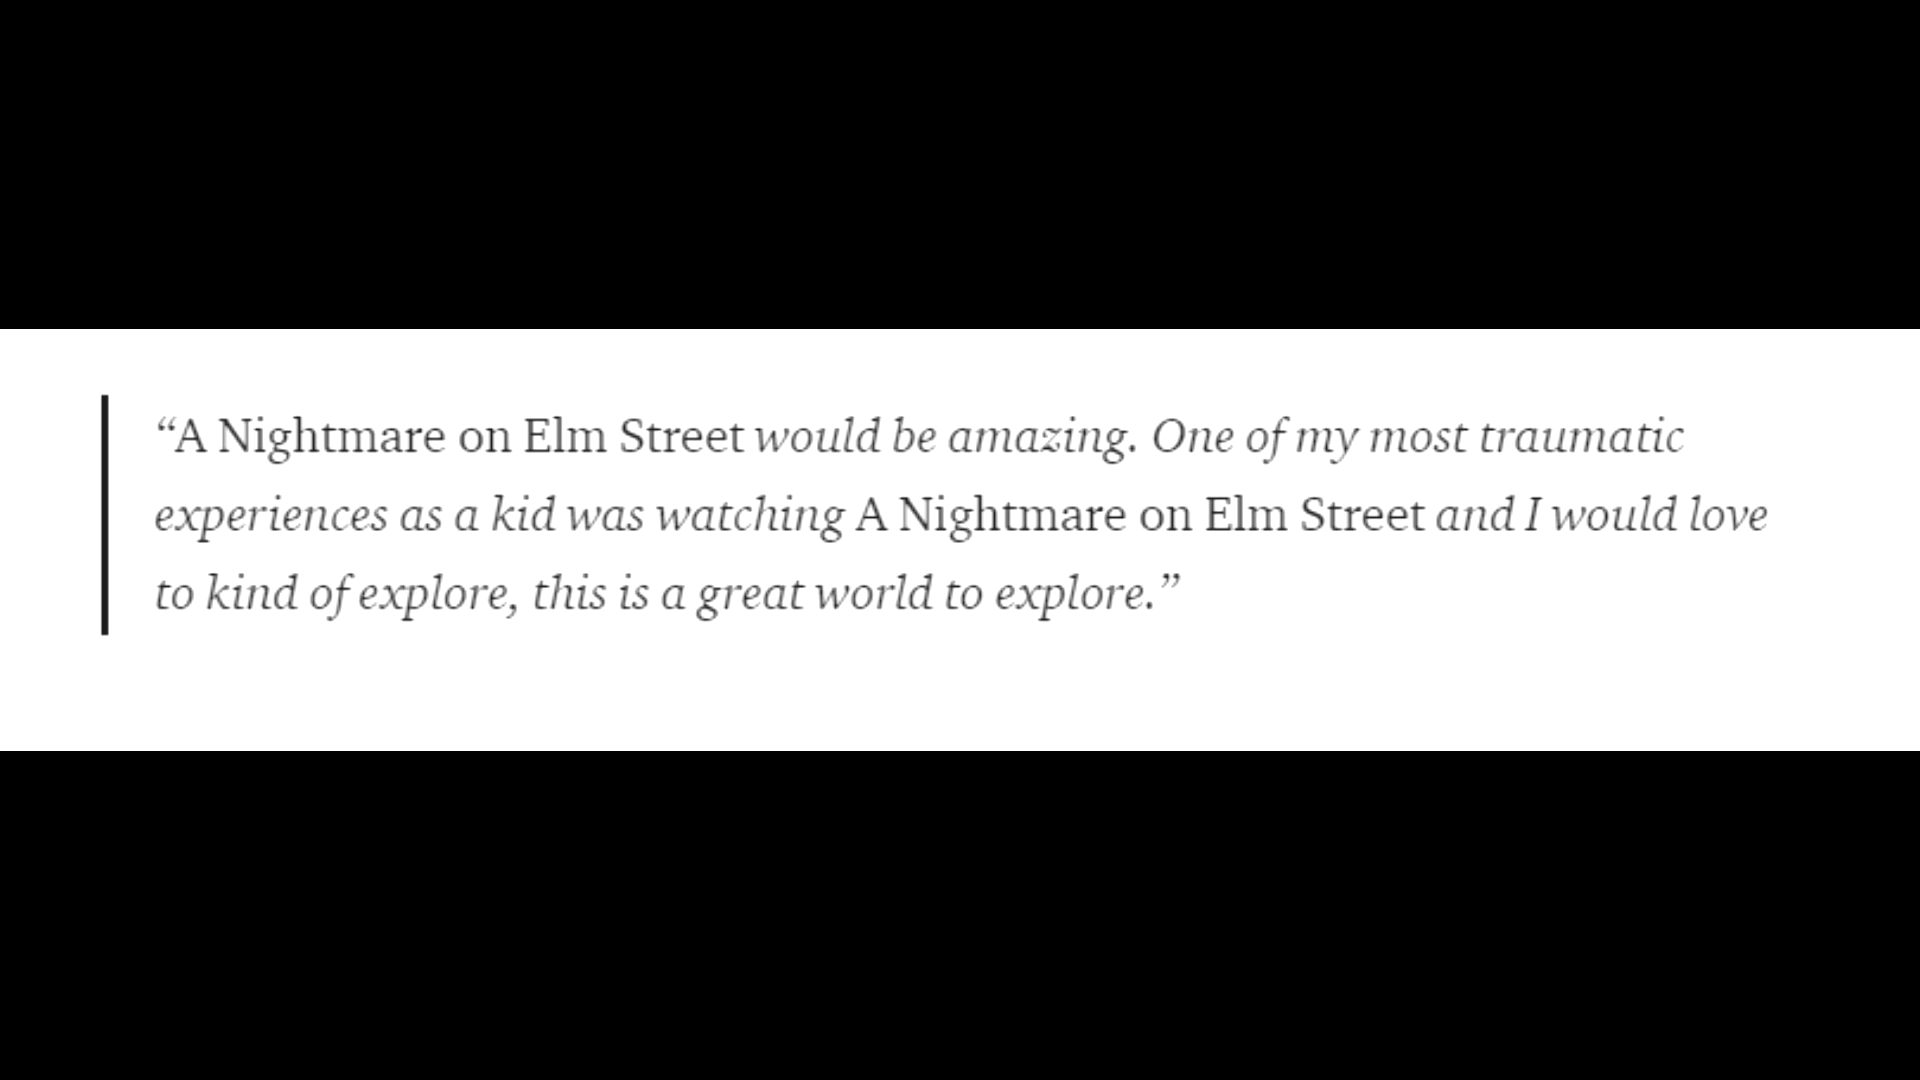 “A Nightmare on Elm Street would be amazing. One of my most traumatic
experiences as a kid was watching A Nightmare on Elm Street and I would love
to kind of explore, this is a great world to explore.”